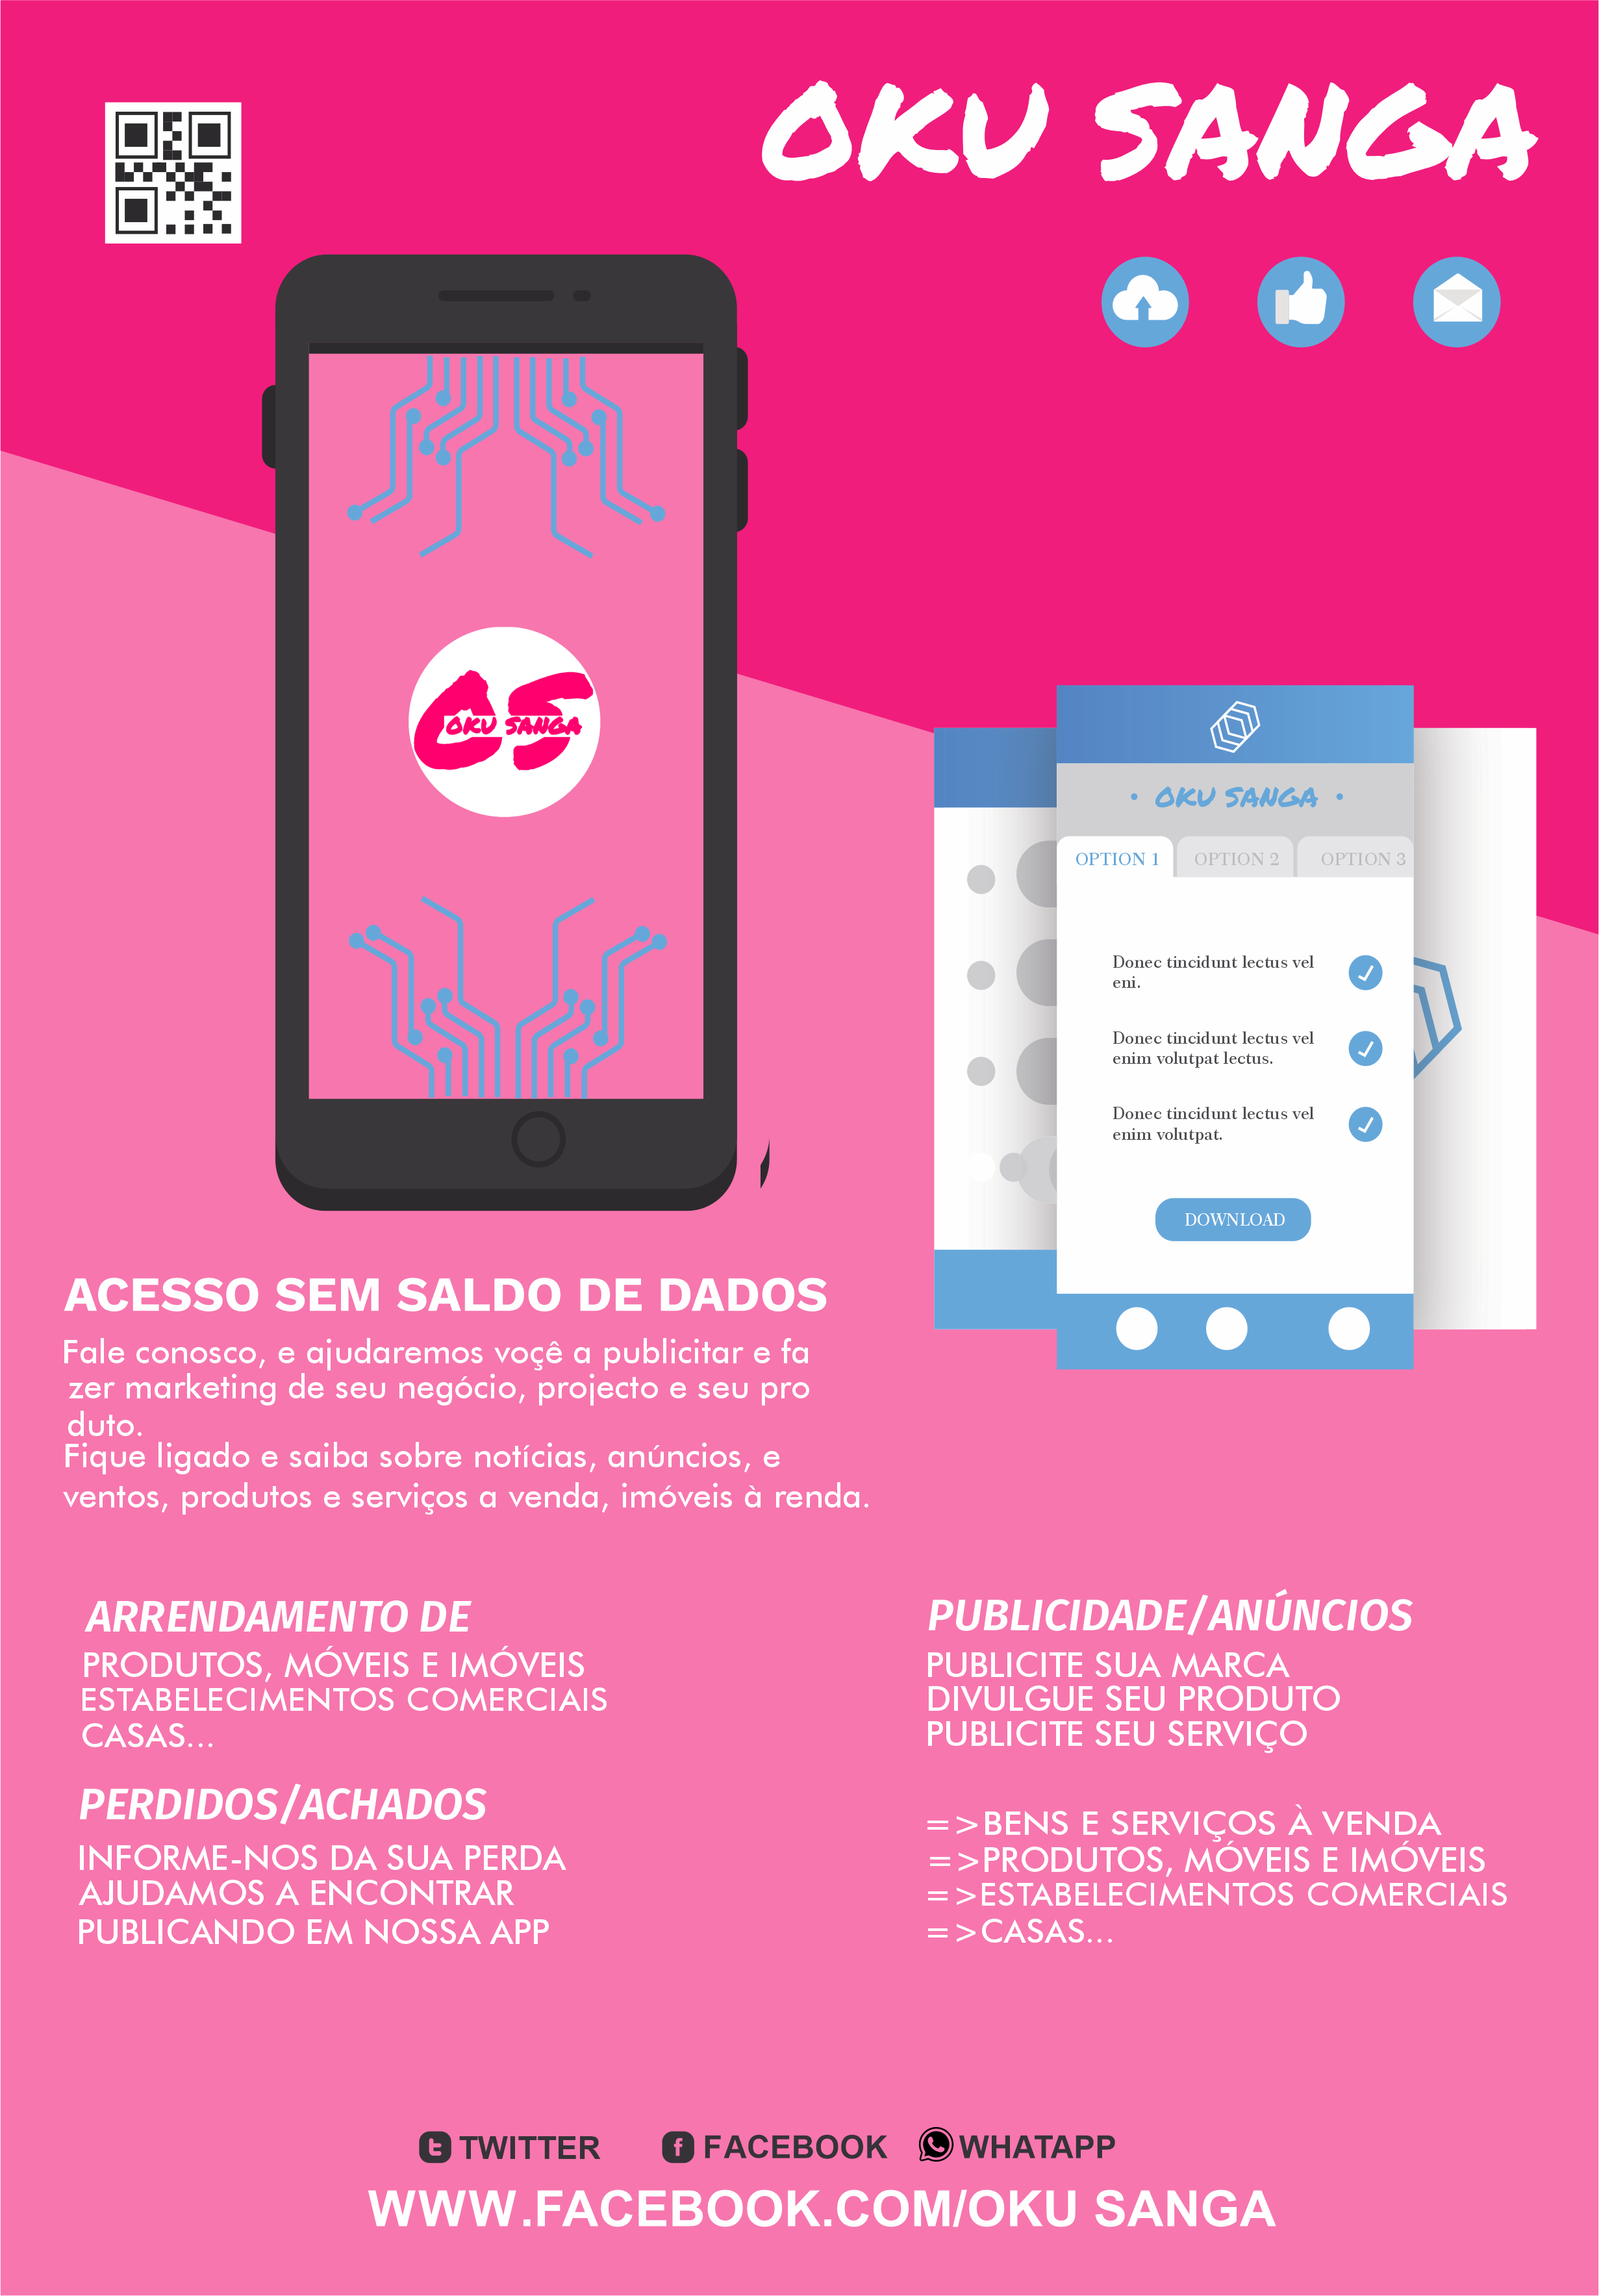 OKU SANGA
OS
OKU SANGA
• OKU SANGA •
OPTION 1
OPTION 2
OPTION 3
Donec tincidunt lectus vel
eni.
Donec tincidunt lectus vel
enim volutpat lectus.
Donec tincidunt lectus vel
enim volutpat.
DOWNLOAD
ACESSO SEM SALDO DE DADOS
Fale conosco, e ajudaremos voçê a publicitar e fa
zer marketing de seu negócio, projecto e seu pro
duto.
Fique ligado e saiba sobre notícias, anúncios, e
ventos, produtos e serviços a venda, imóveis à renda.
ARRENDAMENTO DE
PRODUTOS, MÓVEIS E IMÓVEIS
ESTABELECIMENTOS COMERCIAIS
CASAS...
PERDIDOS/ACHADOS
INFORME-NOS DA SUA PERDA
AJUDAMOS A ENCONTRAR
PUBLICANDO EM NOSSA APP
PUBLICIDADE/ANÚNCIOS
PUBLICITE SUA MARCA
DIVULGUE SEU PRODUTO
PUBLICITE SEU SERVIÇO
=>BENS E SERVIÇOS À VENDA
=>PRODUTOS, MÓVEIS E IMÓVEIS
=>ESTABELECIMENTOS COMERCIAIS
=>CASAS...
TWITTER
FACEBOOK
WHATAPP
WWW.FACEBOOK.COM/OKU SANGA